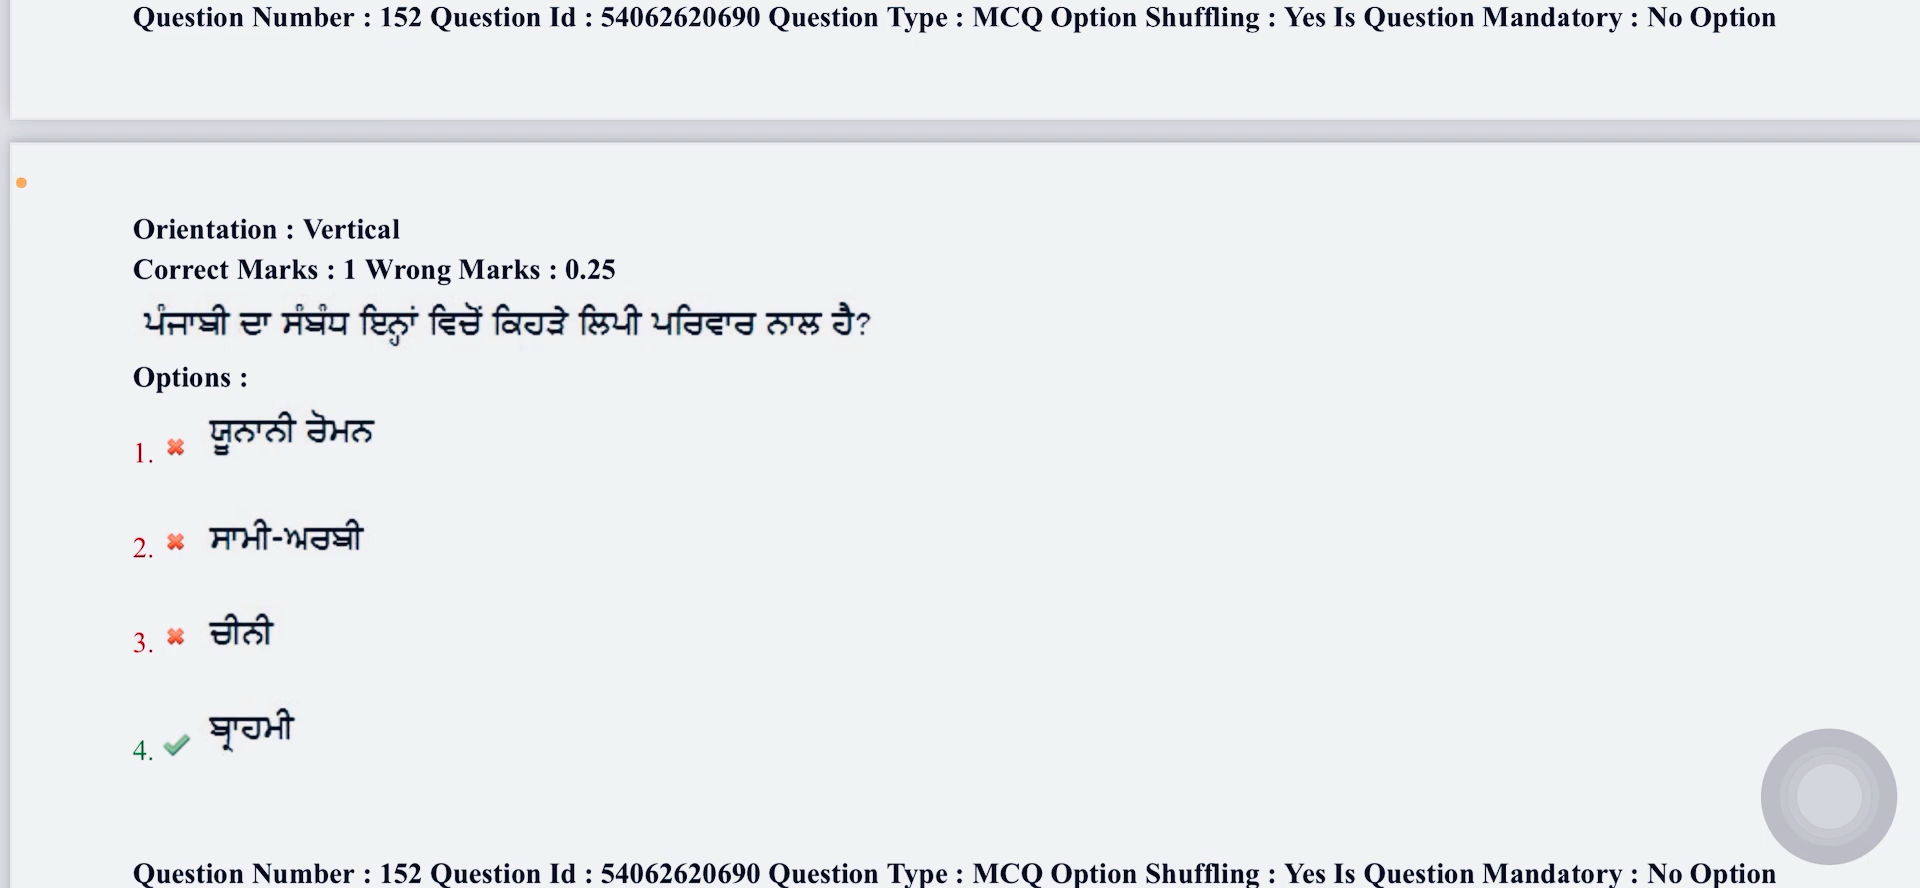 Question Number : 152 Question Id : 54062620690 Question Type : MCQ Option Shuffling : Yes Is Question Mandatory : No Option
Orientation : Vertical
Correct Marks : 1 Wrong Marks : 0.25
ਪੰਜਾਬੀ ਦਾ ਸੰਬੰਧ ਇਨ੍ਹਾਂ ਵਿਚੋਂ ਕਿਹੜੇ ਲਿਪੀ ਪਰਿਵਾਰ ਨਾਲ ਹੈ?
Options :
1. ਯੂਨਾਨੀ ਰੋਮਨ
2. ਸਾਮੀ-ਅਰਬੀ
3. ਚੀਨੀ
4. ਬ੍ਰਾਹਮੀ
Question Number : 152 Question Id : 54062620690 Question Type : MCQ Option Shuffling : Yes Is Question Mandatory : No Option